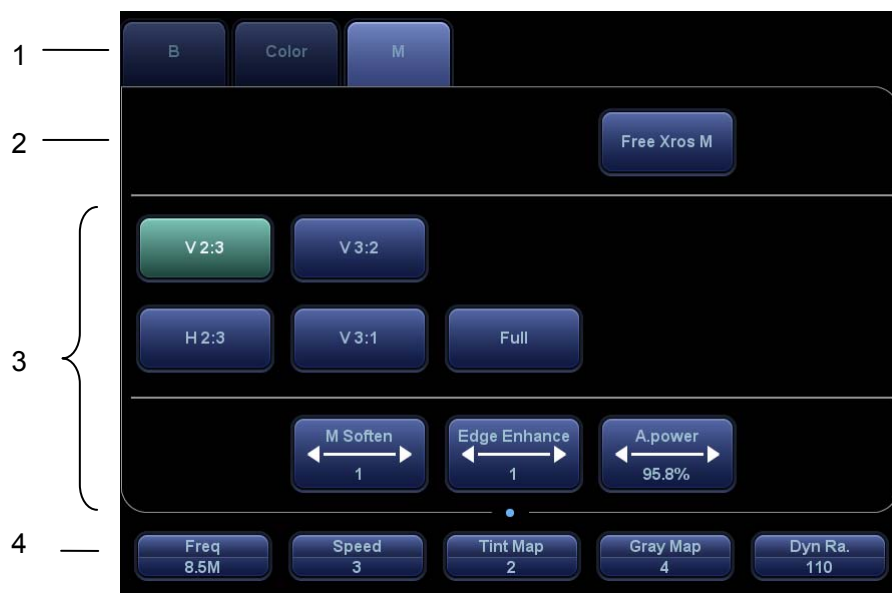 1
B Color M
2
Free Xros M
V 2:3 V 3:2
3
H 2:3 V 3:1 Full
M Soften Edge Enhance A.power
1 1 95.8%
4
Freq Speed Tint Map Gray Map Dyn Ra.
8.5M 3 2 4 110